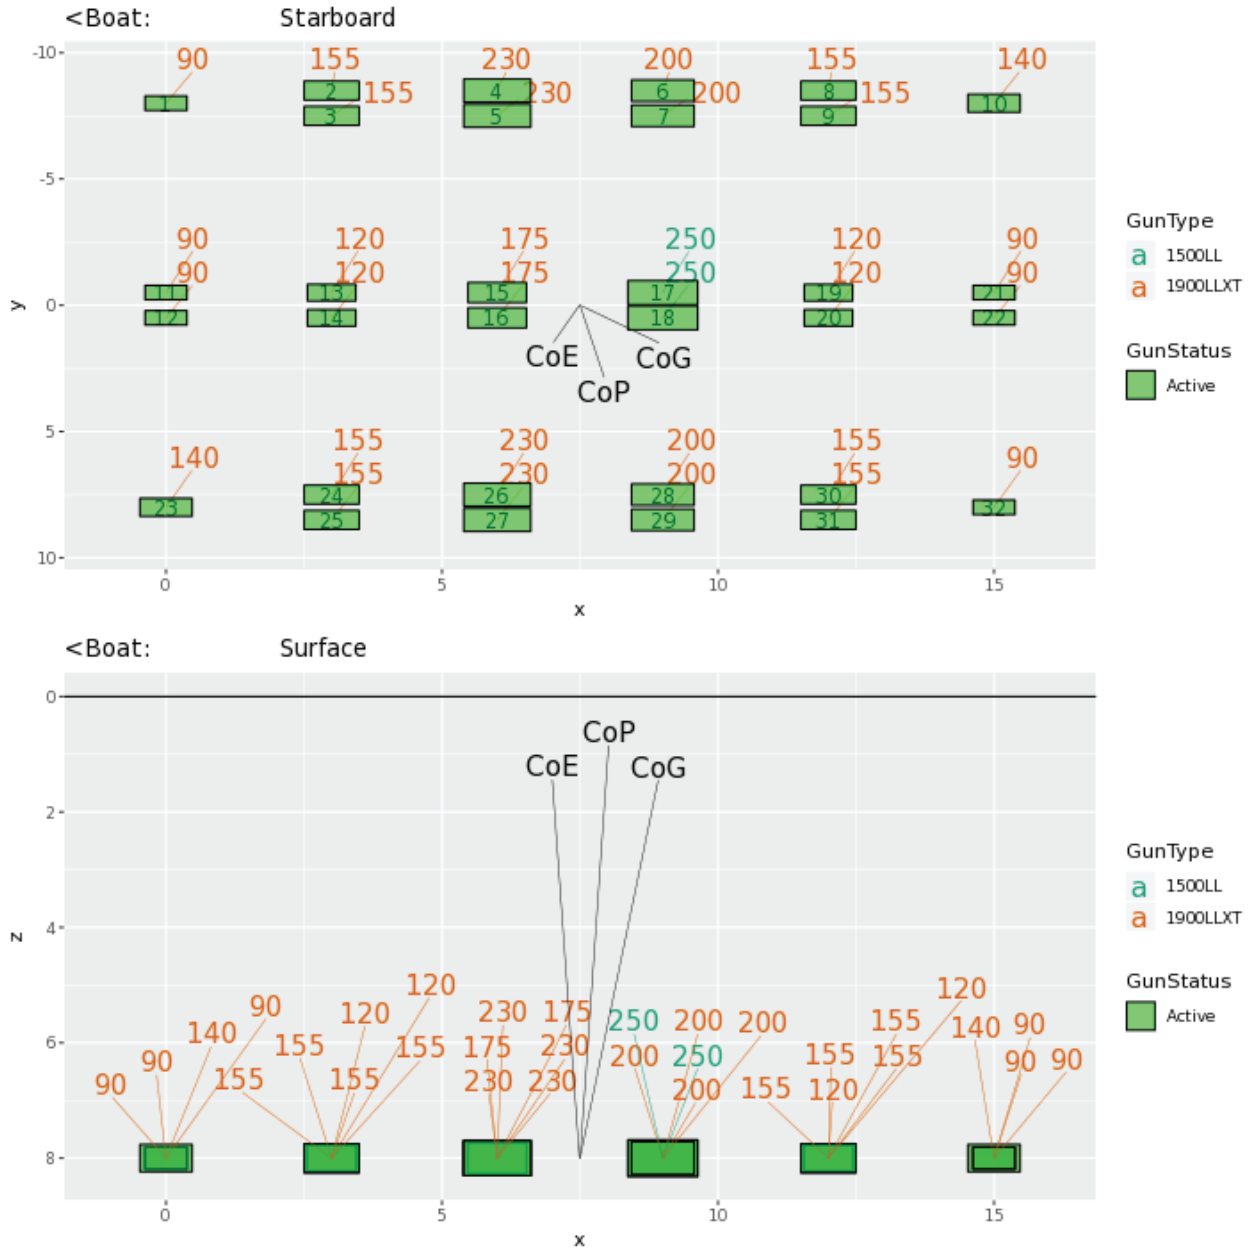 <Boat: Starboard
90 155 230 200 155 140
155 230 200 155
1 2 4 6 8 10
3 5 7 9
90 120 175 250 120 90
90 120 175 250 120 90
11 13 15 17 19 21
12 14 16 18 20 22
CoE CoG
CoP
155 230 200 155
140 90
155 230 200 155
24 26 28 30
23 32
25 27 29 31
-10
-5
0
5
10
y
0 5 10 15
x
GunType
a 1500LL
a 1900LLXT
GunStatus
Active
<Boat: Surface
0
2
4
6
8
z
CoP
CoE CoG
120 120
90 120 230 175 250 200 200 155 140 90
140
90 155 155 175 230 200 250 155 155 90 90
90 155 155 230 230 200 155 120
0 5 10 15
x
GunType
a 1500LL
a 1900LLXT
GunStatus
Active